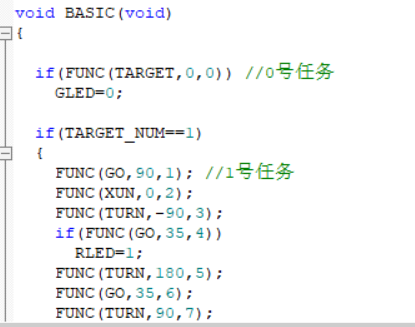 void BASIC(void)
{
if(FUNC(TARGET,0,0)) //0号任务
GLED=0;
if(TARGET_NUM==1)
{
FUNC(GO,90,1); //1号任务
FUNC(XUN,0,2);
FUNC(TURN,-90,3);
if(FUNC(GO,35,4))
RLED=1;
FUNC(TURN,180,5);
FUNC(GO,35,6);
FUNC(TURN,90,7);